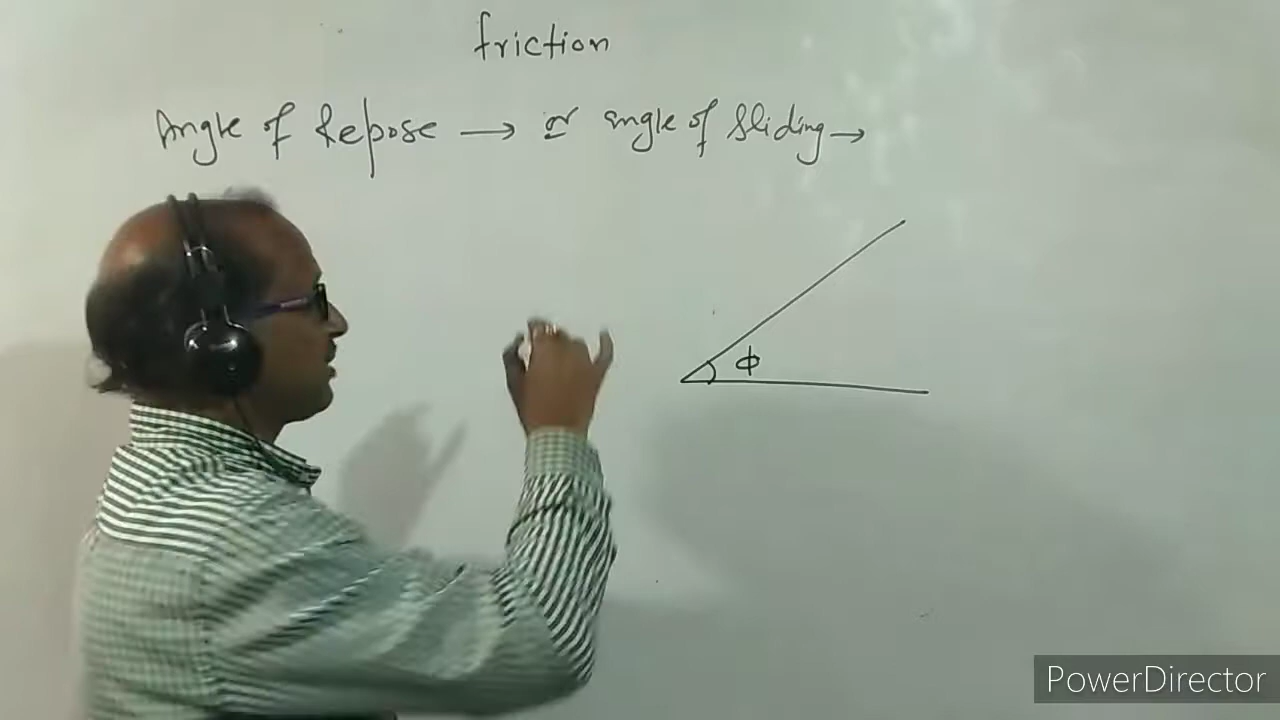 friction
Angle of Repose → or angle of sliding →
ϕ
PowerDirector